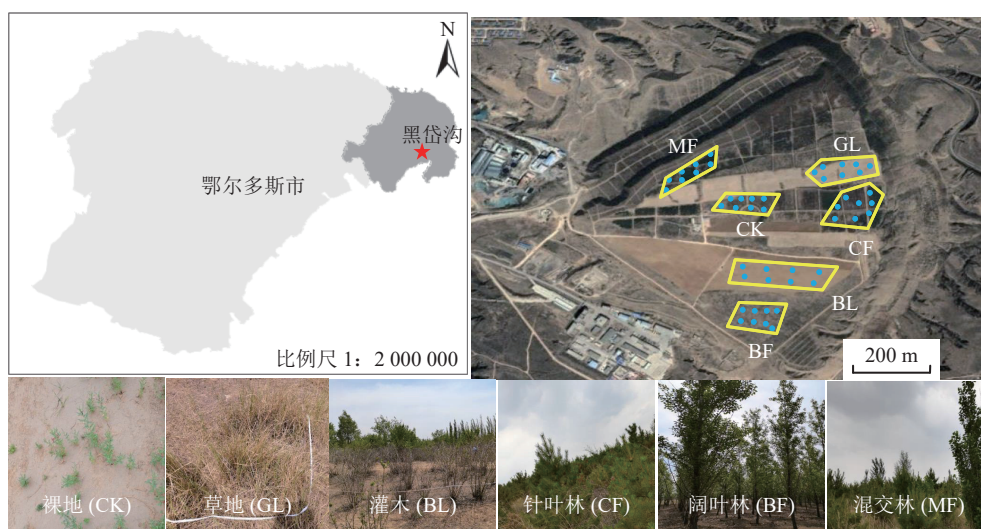 N
黑岱沟
鄂尔多斯市
比例尺 1：2 000 000
MF
GL
CK
CF
BL
BF
200 m
裸地 (CK)
草地 (GL)
灌木 (BL)
针叶林 (CF)
阔叶林 (BF)
混交林 (MF)